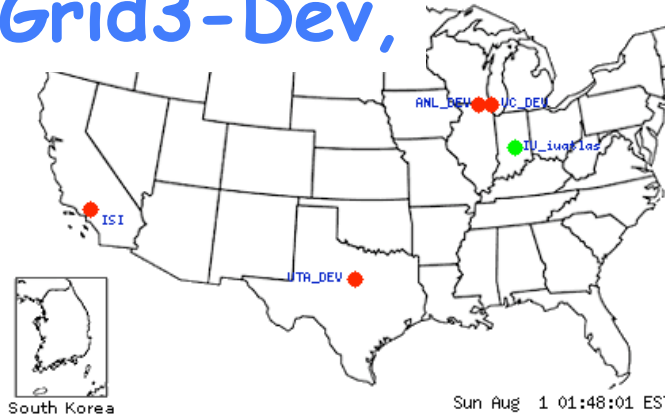 Grid3-Dev,
ANL_DEV
UC_DEV
IU_iuatlas
ISI
UTA_DEV
South Korea
Sun Aug 1 01:48:01 EST